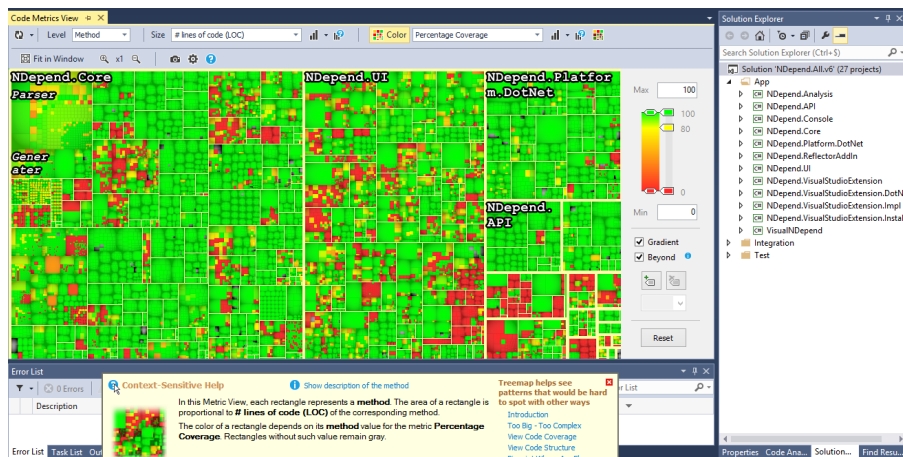 Code Metrics View
Level Method Size # lines of code (LOC) Color Percentage Coverage
Fit in Window x1
NDepend.Core
Parser
Gener
ater
NDepend.UI
NDepend.Platfor
m.DotNet
NDepend.
API
Max 100
100
80
0
Min 0
Gradient
Beyond
Reset
Solution Explorer
Search Solution Explorer (Ctrl+$)
Solution 'NDepend.All.v6' (27 projects)
App
NDepend.Analysis
NDepend.API
NDepend.Console
NDepend.Core
NDepend.Platform.DotNet
NDepend.ReflectorAddIn
NDepend.UI
NDepend.VisualStudioExtension
NDepend.VisualStudioExtension.DotN
NDepend.VisualStudioExtension.Impl
NDepend.VisualStudioExtension.Instal
VisualNDepend
Integration
Test
Error List
0 Errors
r List
Description
Context-Sensitive Help
Show description of the method
In this Metric View, each rectangle represents a method. The area of a rectangle is
proportional to # lines of code (LOC) of the corresponding method.
The color of a rectangle depends on its method value for the metric Percentage
Coverage. Rectangles without such value remain gray.
Treemap helps see
patterns that would be hard
to spot with other ways
Introduction
Too Big - Too Complex
View Code Coverage
View Code Structure
Error List Task List Out
Properties Code Ana... Solution... Find Resu...